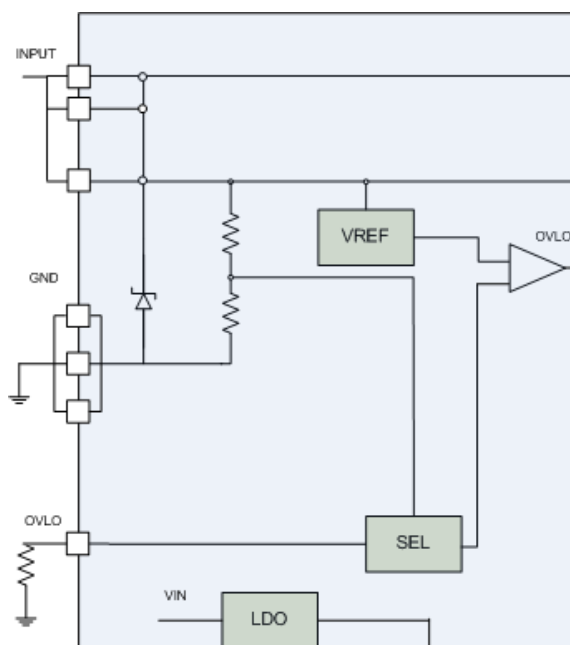 INPUT
VREF
OVLO
GND
OVLO
SEL
VIN
LDO